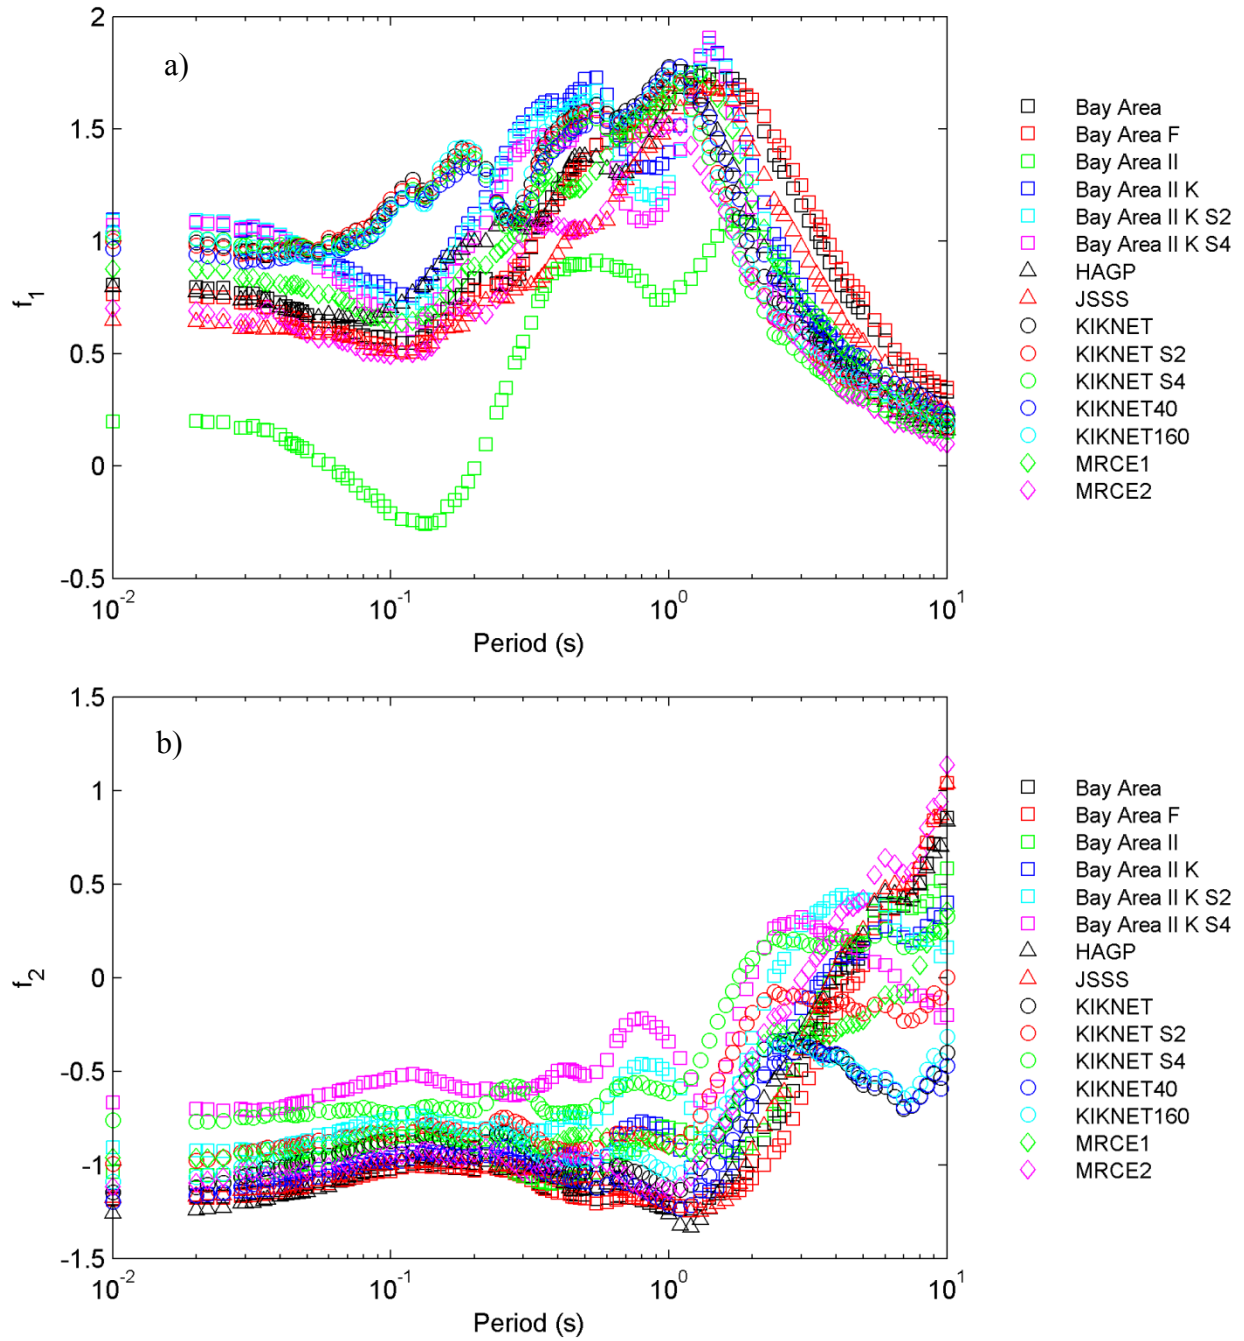 a)
2
1.5
1
0.5
0
-0.5
f1
10-2
10-1
100
101
Period (s)
Bay Area
Bay Area F
Bay Area II
Bay Area II K
Bay Area II K S2
Bay Area II K S4
HAGP
JSSS
KIKNET
KIKNET S2
KIKNET S4
KIKNET40
KIKNET160
MRCE1
MRCE2
b)
1.5
1
0.5
0
-0.5
-1
-1.5
f2
10-2
10-1
100
101
Period (s)
Bay Area
Bay Area F
Bay Area II
Bay Area II K
Bay Area II K S2
Bay Area II K S4
HAGP
JSSS
KIKNET
KIKNET S2
KIKNET S4
KIKNET40
KIKNET160
MRCE1
MRCE2